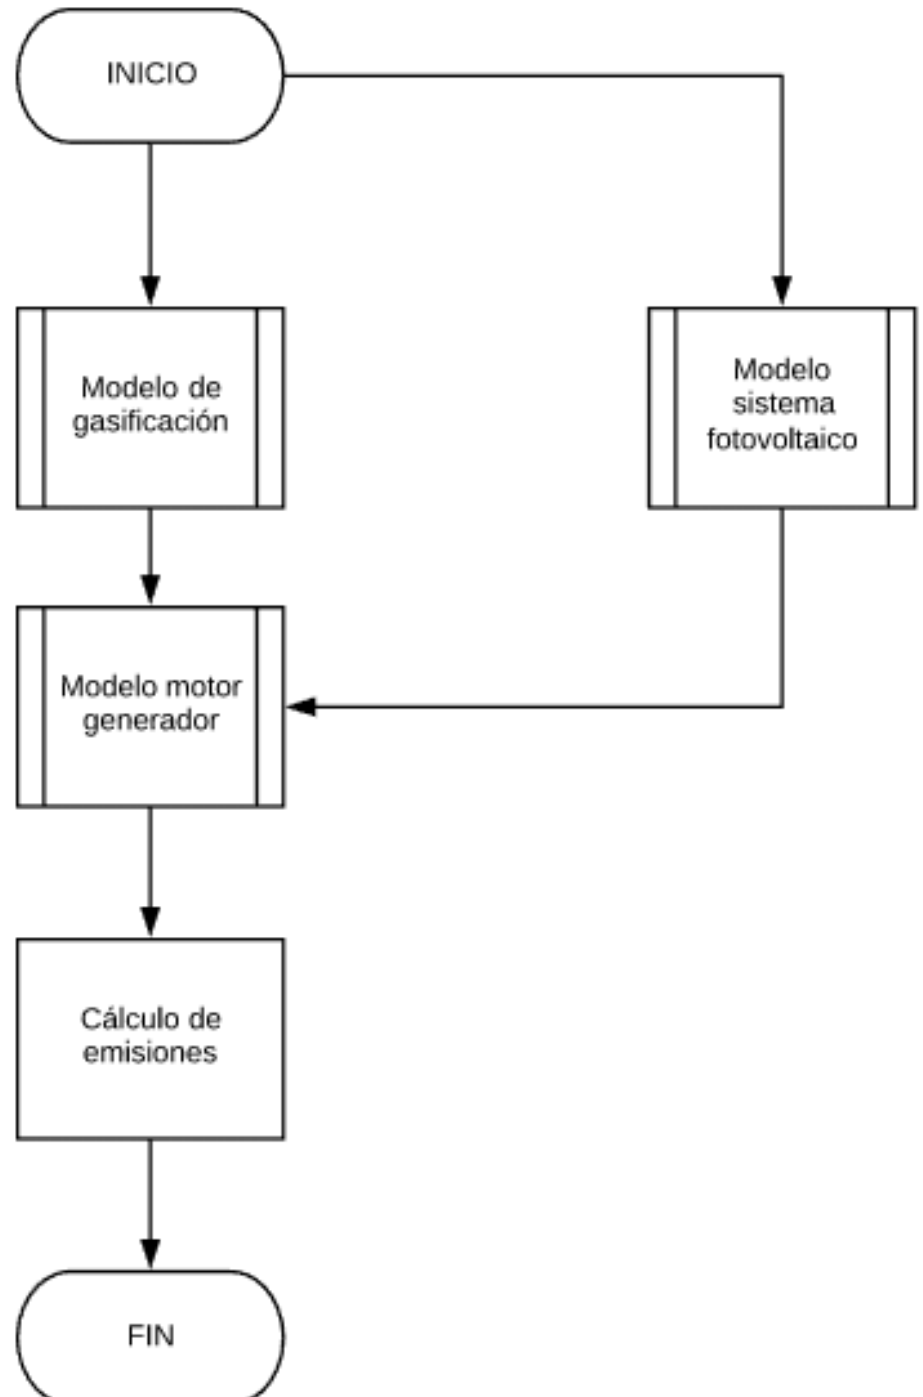 INICIO
Modelo de
gasificación
Modelo
sistema
fotovoltaico
Modelo motor
generador
Cálculo de
emisiones
FIN